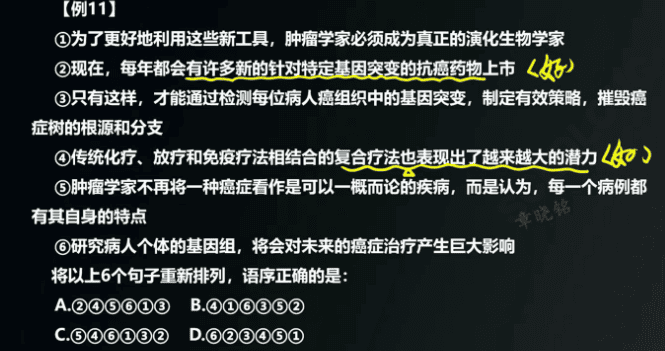 【例11】
①为了更好地利用这些新工具，肿瘤学家必须成为真正的演化生物学家
②现在，每年都会有许多新的针对特定基因突变的抗癌药物上市（好）
③只有这样，才能通过检测每位病人癌组织中的基因突变，制定有效策略，摧毁癌
症树的根源和分支
④传统化疗、放疗和免疫疗法相结合的复合疗法也表现出了越来越大的潜力（好）
⑤肿瘤学家不再将一种癌症看作是可以一概而论的疾病，而是认为，每一个病例都
有其自身的特点
章晓铭
⑥研究病人个体的基因组，将会对未来的癌症治疗产生巨大影响
将以上6个句子重新排列，语序正确的是：
A.②④⑤⑥①③ B.④①⑥③⑤②
C.⑤④⑥①③② D.⑥②③④⑤①